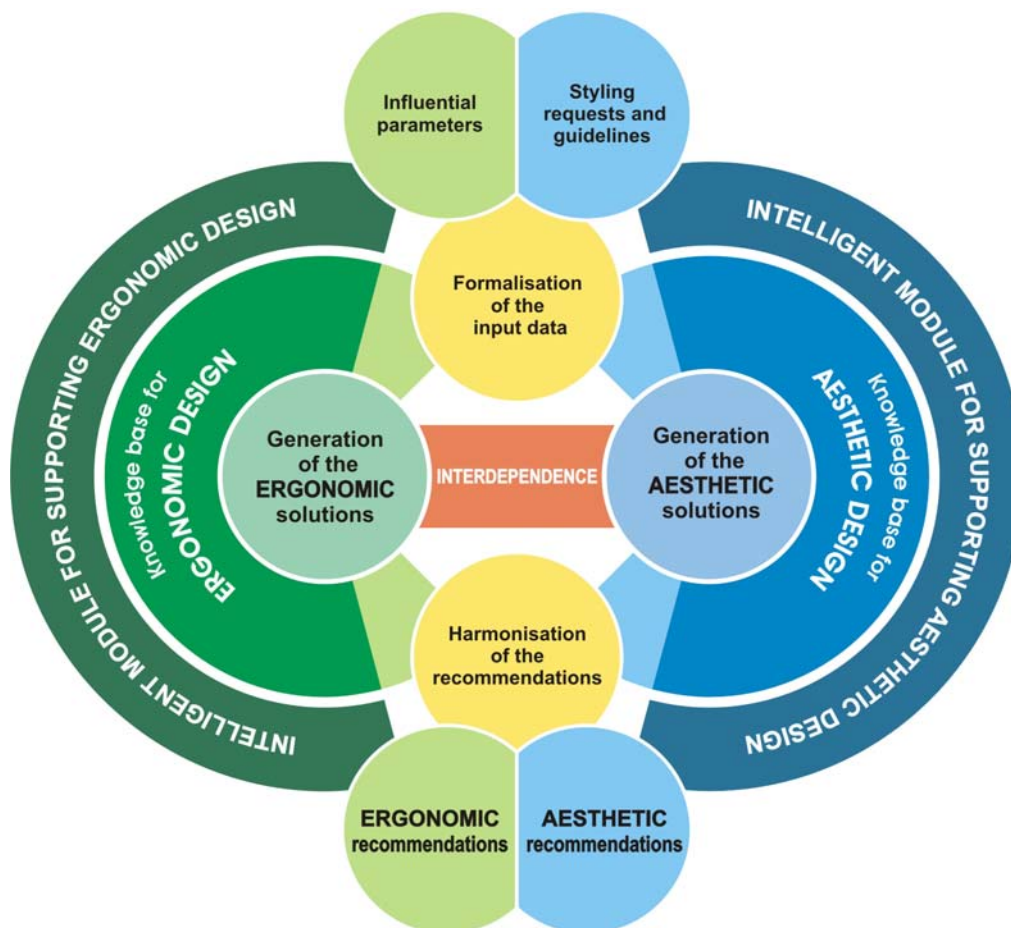 Influential
parameters
Styling
requests and
guidelines
INTELLIGENT MODULE FOR SUPPORTING ERGONOMIC DESIGN
INTELLIGENT MODULE FOR SUPPORTING AESTHETIC DESIGN
Formalisation
of the
input data
Knowledge base for
ERGONOMIC DESIGN
Generation
of the
ERGONOMIC
solutions
INTERDEPENDENCE
Generation
of the
AESTHETIC
solutions
Knowledge base for
AESTHETIC DESIGN
Harmonisation
of the
recommendations
ERGONOMIC
recommendations
AESTHETIC
recommendations